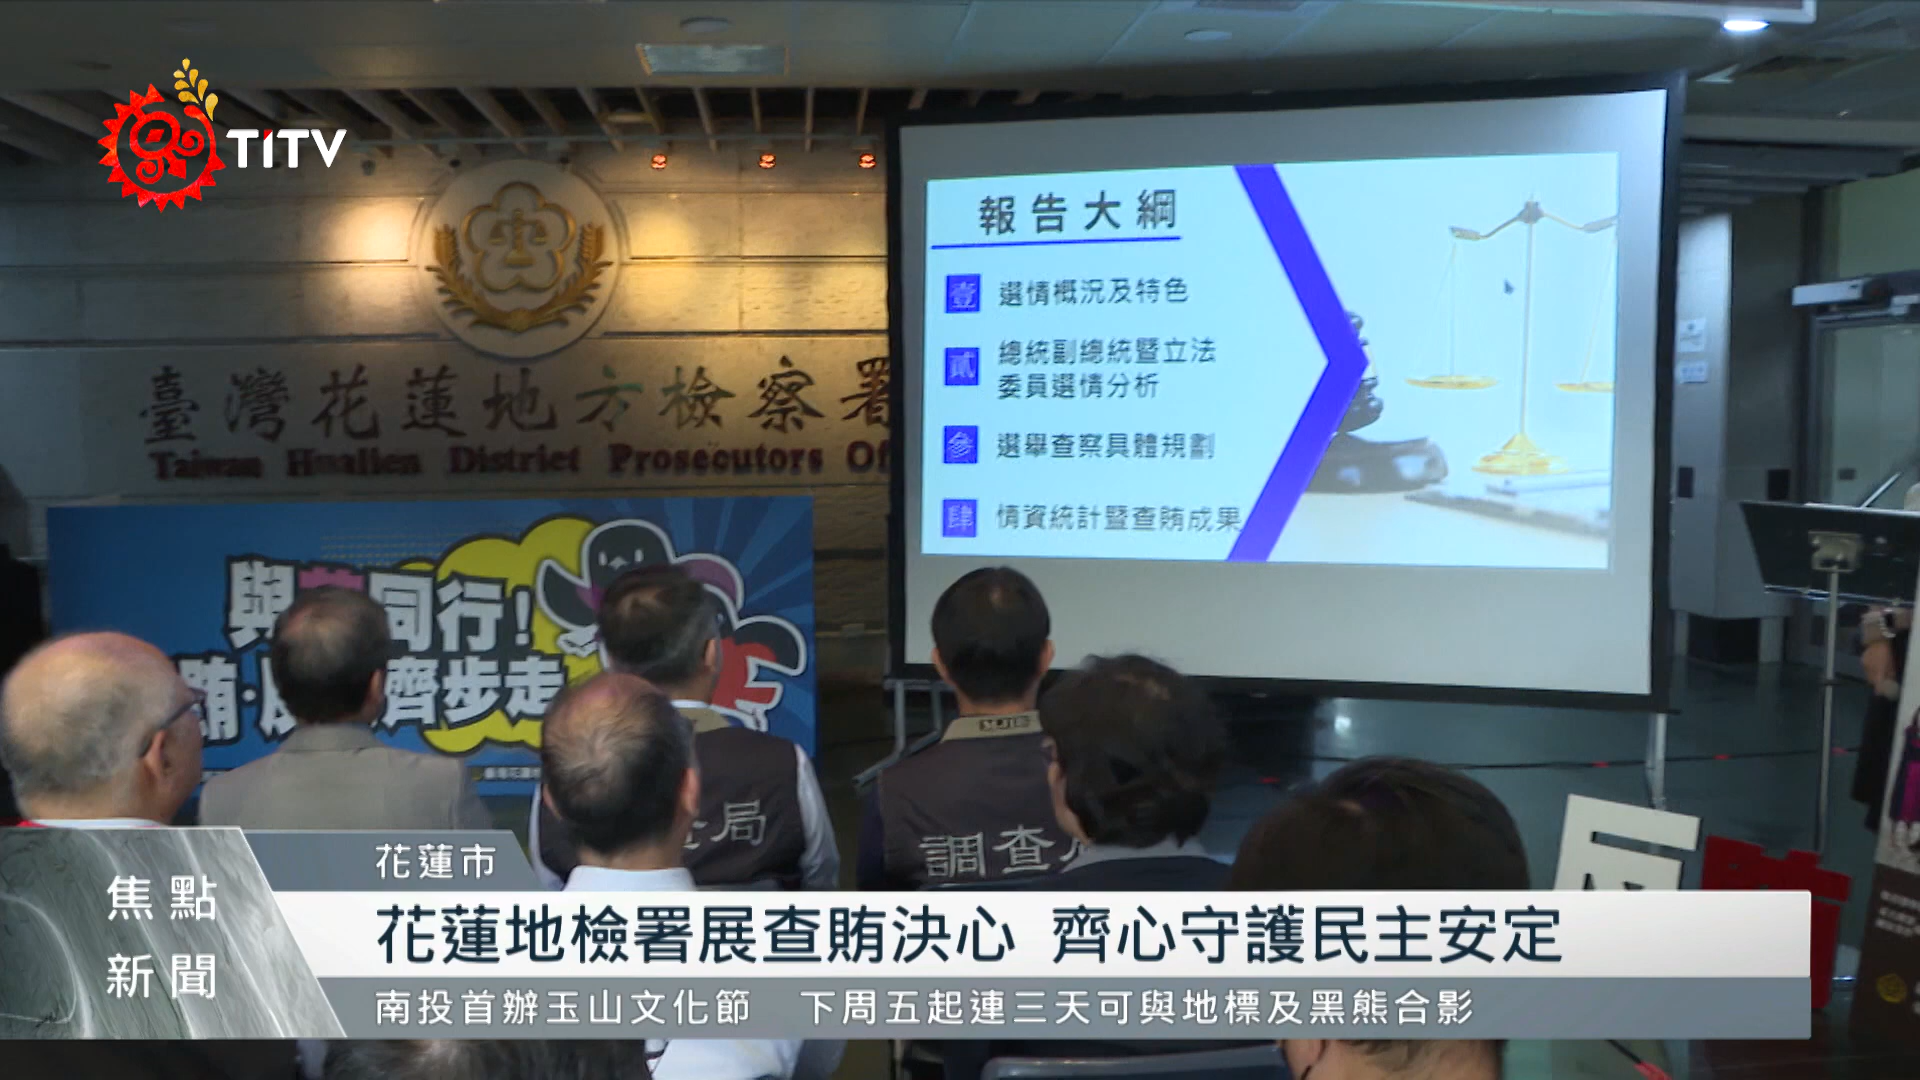 TITV
報告大綱
壹 選情概況及特色
貳 總統副總統暨立法
委員選情分析
參 選舉查察具體規劃
肆 情資統計暨查賄成果
臺灣花蓮地方檢察署
Taiwan Hualien District Prosecutors Of
與 同行!
賄 齊步走
查局
調查
焦點
新聞
花蓮市
花蓮地檢署展查賄決心 齊心守護民主安定
南投首辦玉山文化節 下周五起連三天可與地標及黑熊合影